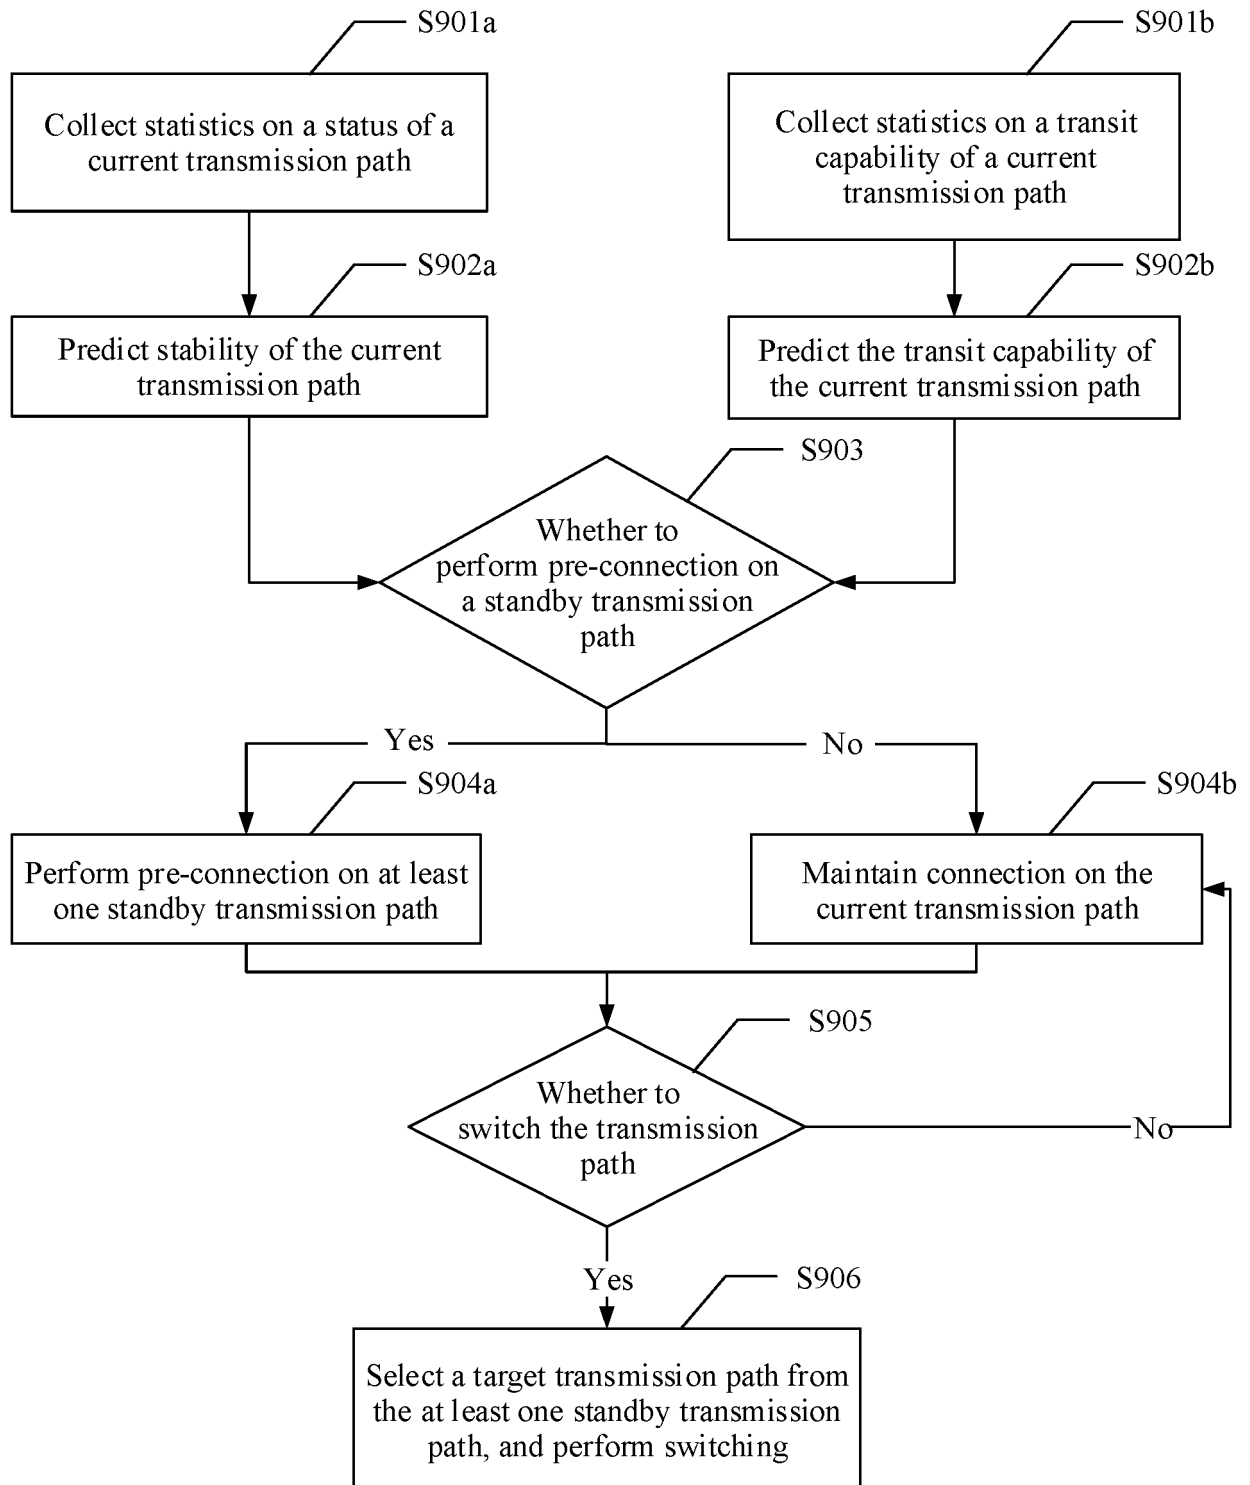 S901a
Collect statistics on a status of a
current transmission path
S901b
Collect statistics on a transit
capability of a current
transmission path
S902a
Predict stability of the current
transmission path
S902b
Predict the transit capability of
the current transmission path
S903
Whether to
perform pre-connection on
a standby transmission
path
Yes
No
S904a
Perform pre-connection on at least
one standby transmission path
S904b
Maintain connection on the
current transmission path
S905
Whether to
switch the transmission
path
No
Yes
S906
Select a target transmission path from
the at least one standby transmission
path, and perform switching